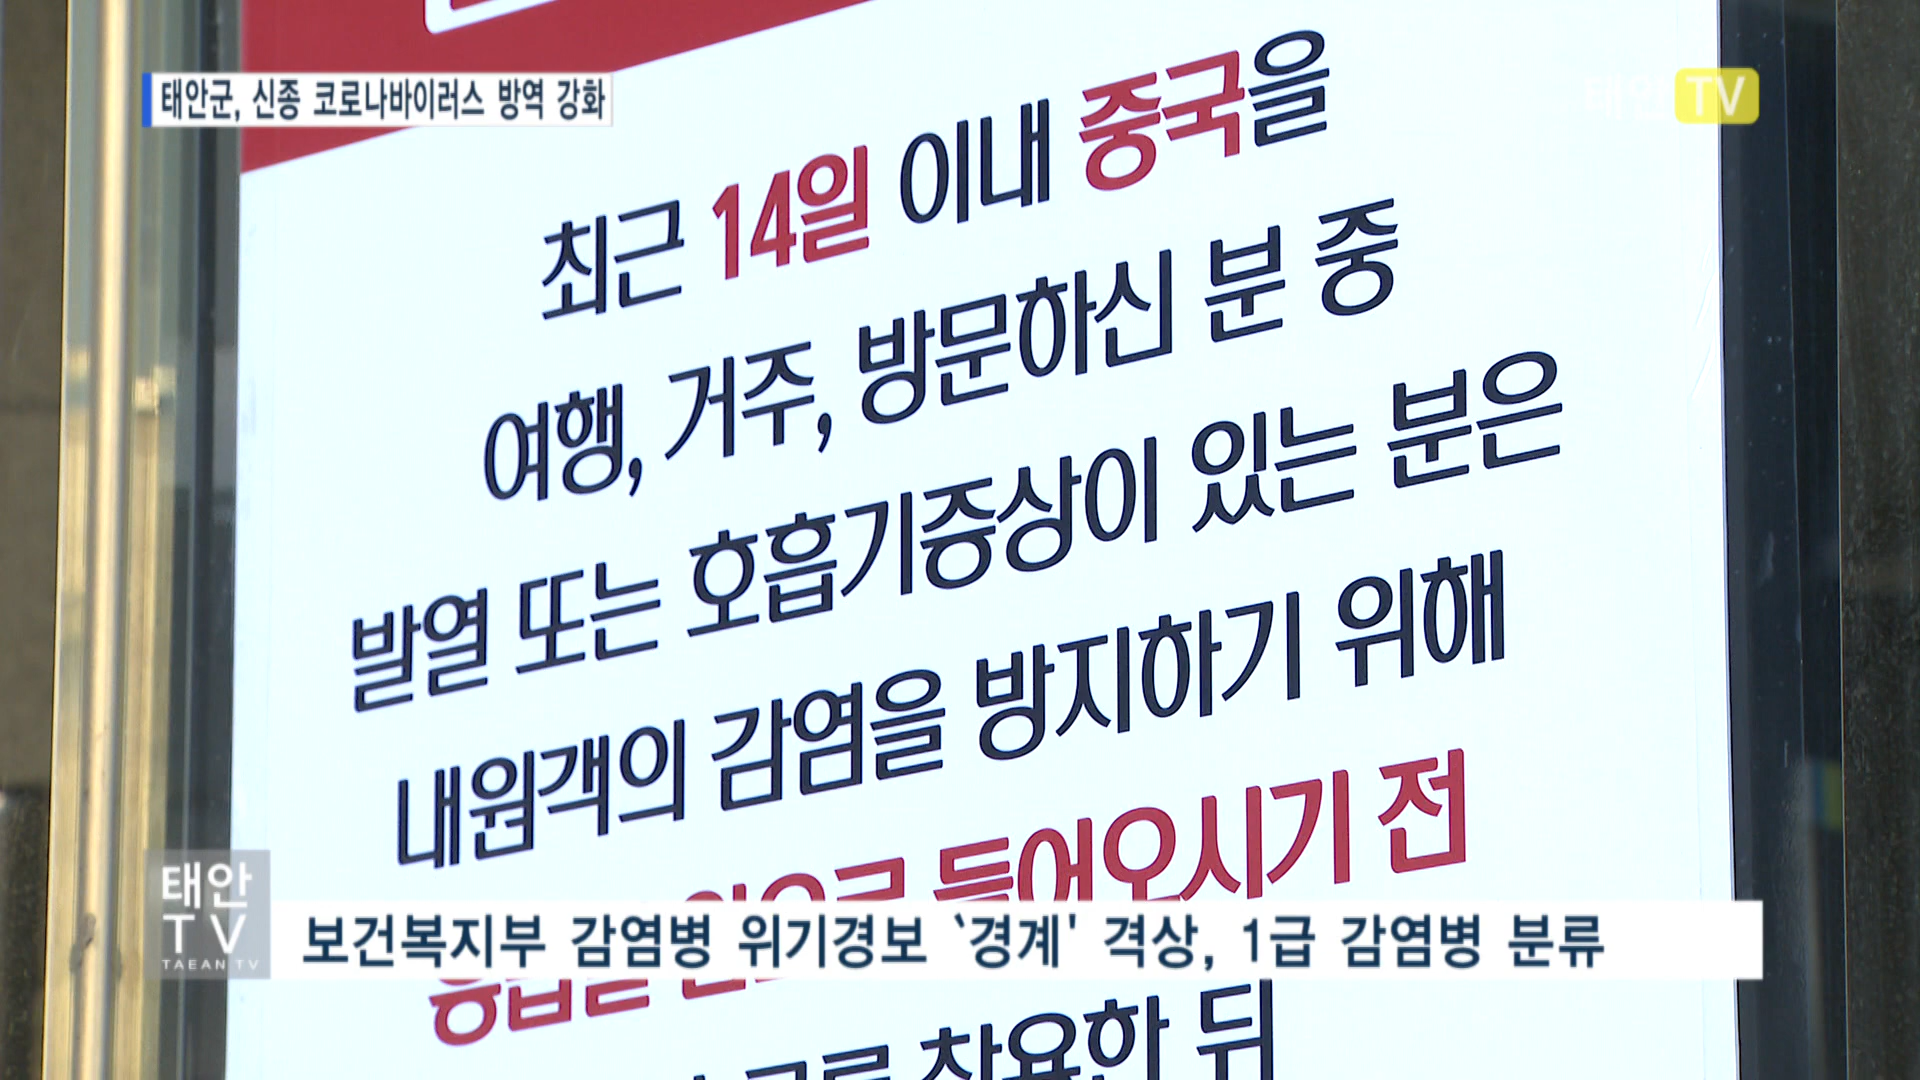 태안군, 신종 코로나바이러스 방역 강화
태안 TV
최근 14일 이내 중국을
여행, 거주, 방문하신 분 중
발열 또는 호흡기증상이 있는 분은
내원객의 감염을 방지하기 위해
들어오시기 전
태안
TV
TAEAN TV
보건복지부 감염병 위기경보 `경계' 격상, 1급 감염병 분류
착용한 뒤